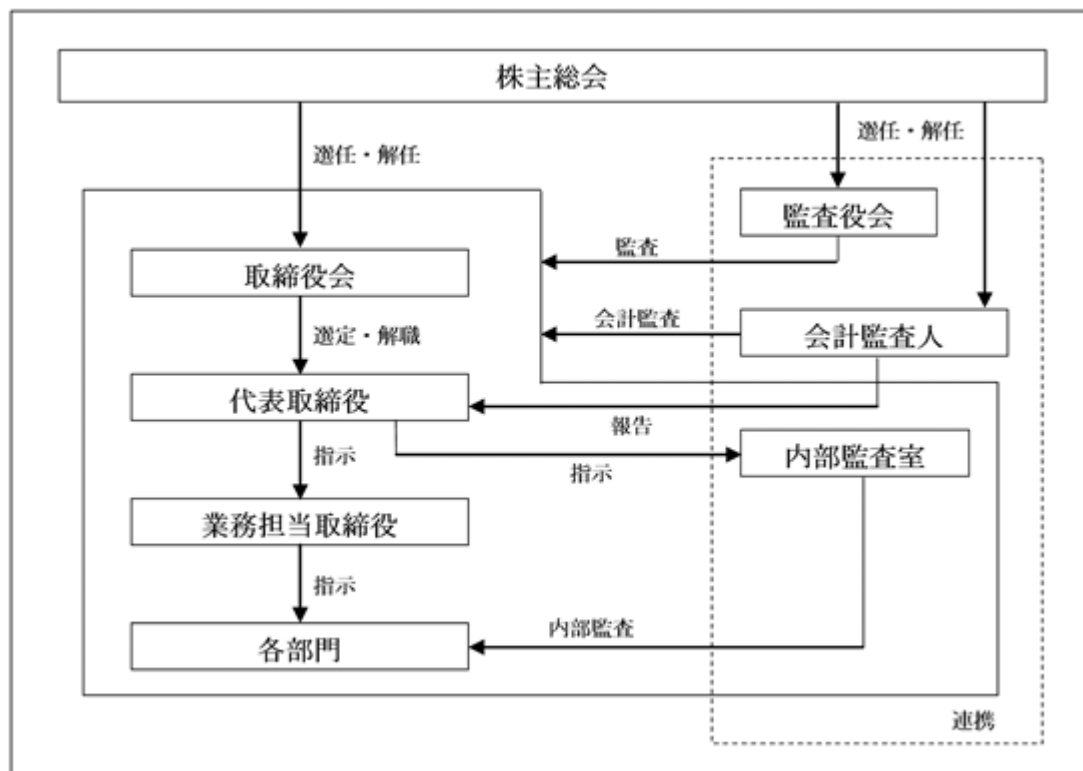 株主総会
選任・解任
選任・解任
監査役会
監査
取締役会
会計監査
会計監査人
選定・解職
代表取締役
報告
指示
内部監査室
指示
業務担当取締役
指示
内部監査
各部門
連携